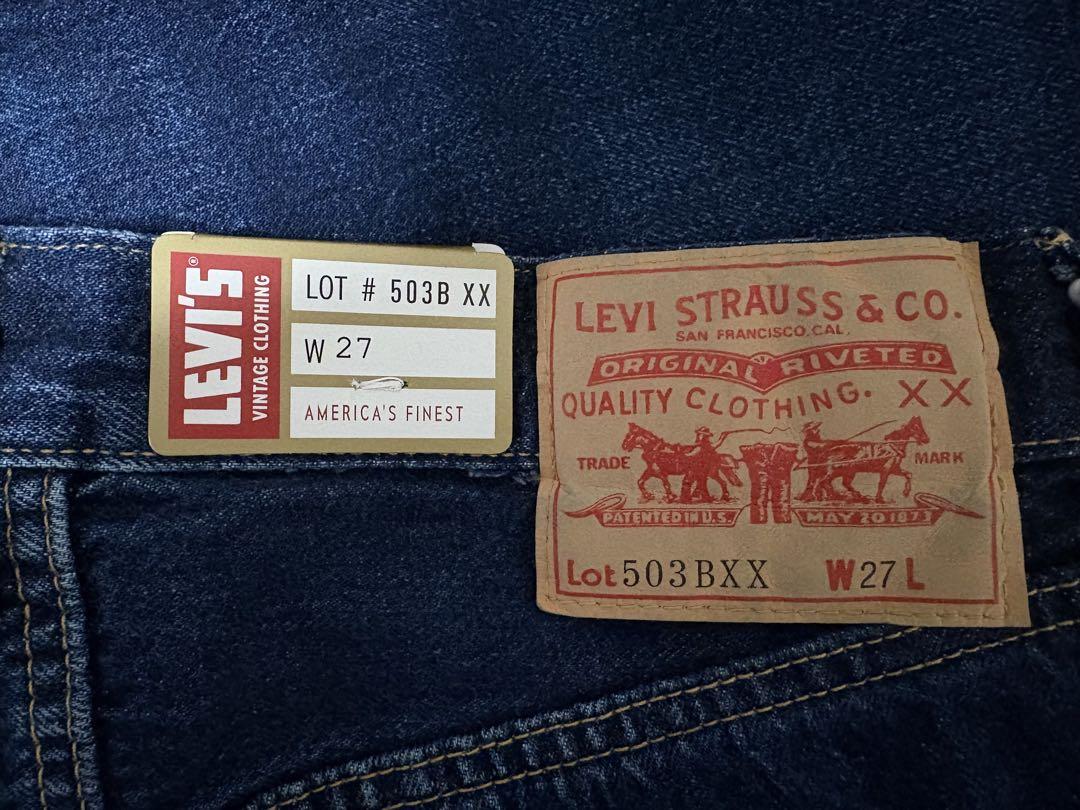 LEVI'S®
VINTAGE CLOTHING
LOT # 503B XX
W 27
AMERICA'S FINEST
LEVI STRAUSS & CO.
SAN FRANCISCO, CAL.
ORIGINAL RIVETED
QUALITY CLOTHING. XX
TRADE MARK
PATENTED IN U.S. MAY 20 1873
Lot 503BXX W27 L